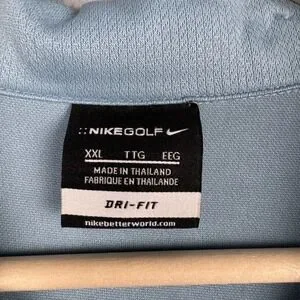 ::NIKEGOLF
XXL TTG EEG
MADE IN THAILAND
FABRIQUE EN THAILANDE
DRI-FIT
nikebetterworld.com